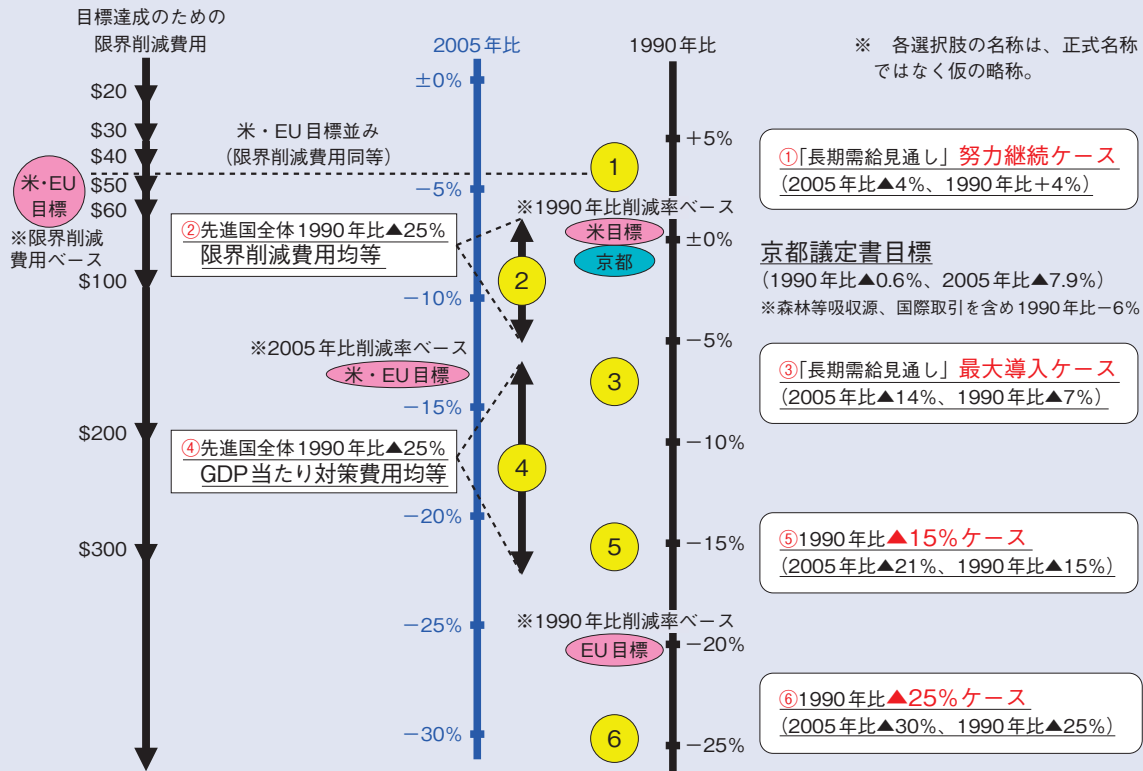 目標達成のための
限界削減費用
$20
$30
$40
$50
$60
$100
$200
$300
米・EU
目標
※限界削減
費用ベース
米・EU目標並み
（限界削減費用同等）
②先進国全体1990年比▲25%
限界削減費用均等
※2005年比削減率ベース
米・EU目標
④先進国全体1990年比▲25%
GDP当たり対策費用均等
2005年比
±0%
−5%
−10%
−15%
−20%
−25%
−30%
1990年比
+5%
±0%
−5%
−10%
−15%
−20%
−25%
1
※1990年比削減率ベース
米目標
京都
2
3
4
5
※1990年比削減率ベース
EU目標
6
※　各選択肢の名称は、正式名称
ではなく仮の略称。
①「長期需給見通し」努力継続ケース
（2005年比▲4%、1990年比＋4%）
京都議定書目標
（1990年比▲0.6%、2005年比▲7.9%）
※森林等吸収源、国際取引を含め1990年比−6%
③「長期需給見通し」最大導入ケース
（2005年比▲14%、1990年比▲7%）
⑤1990年比▲15%ケース
（2005年比▲21%、1990年比▲15%）
⑥1990年比▲25%ケース
（2005年比▲30%、1990年比▲25%）